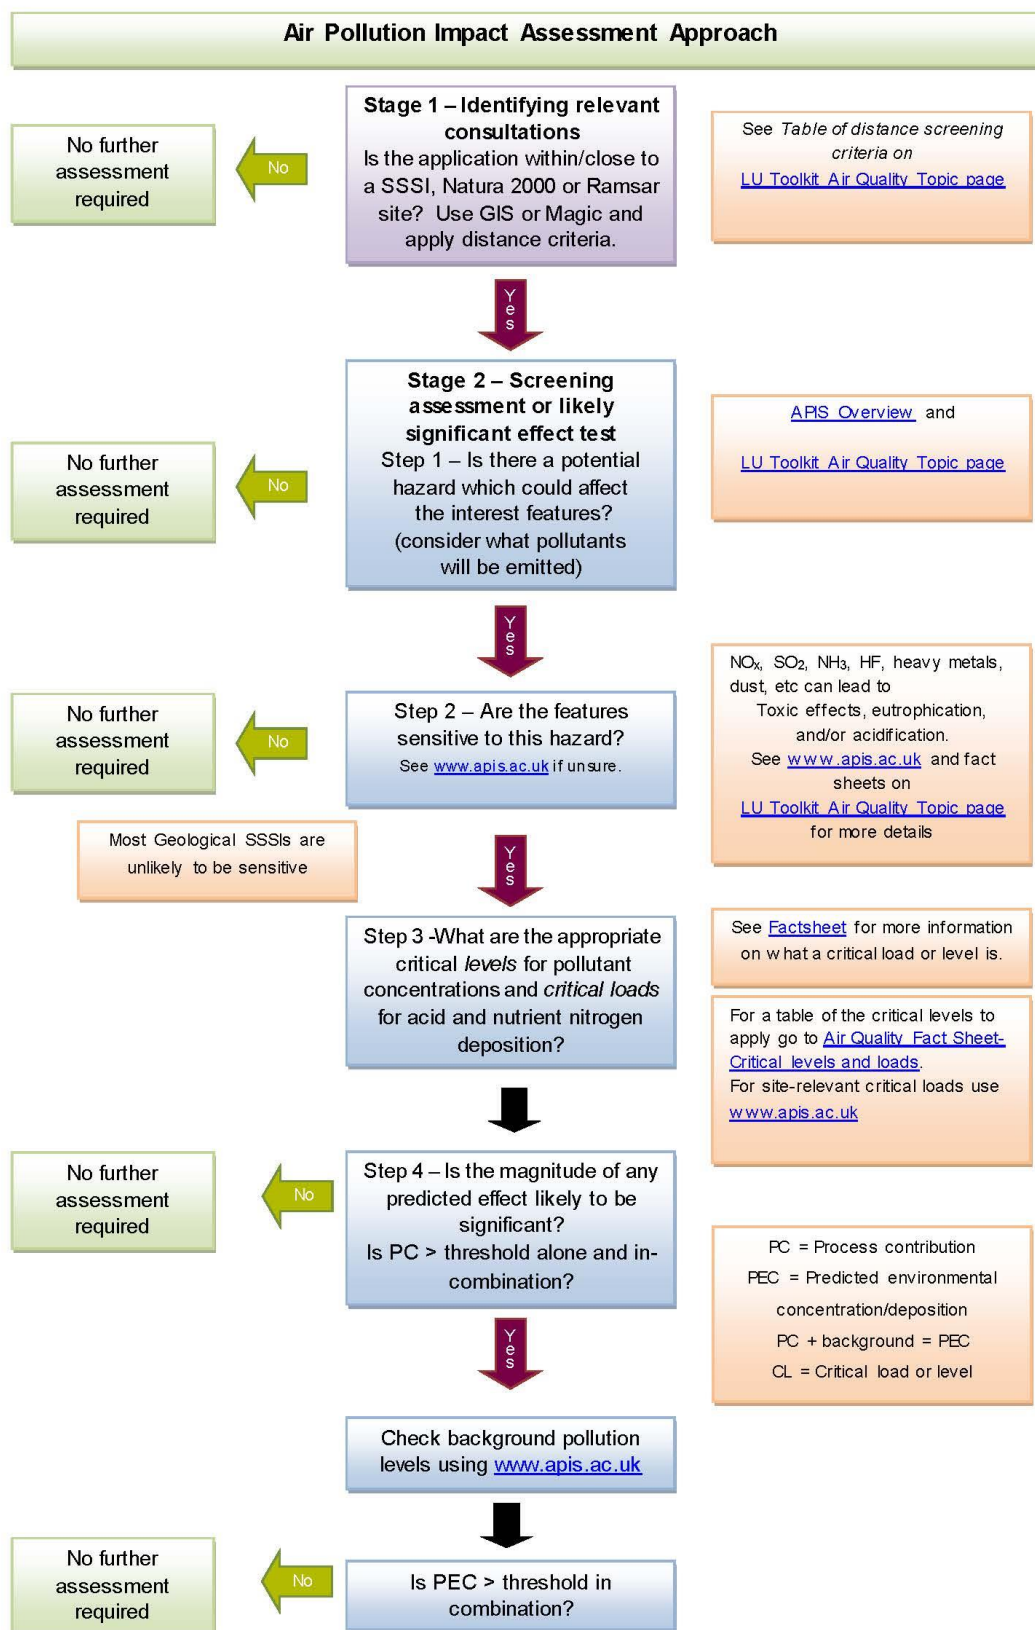 Air Pollution Impact Assessment Approach
Stage 1 – Identifying relevant
consultations
Is the application within/close to
a SSSI, Natura 2000 or Ramsar
site? Use GIS or Magic and
apply distance criteria.
No
No further
assessment
required
See Table of distance screening
criteria on
LU Toolkit Air Quality Topic page
Yes
Stage 2 – Screening
assessment or likely
significant effect test
Step 1 – Is there a potential
hazard which could affect
the interest features?
(consider what pollutants
will be emitted)
No
No further
assessment
required
APIS Overview and
LU Toolkit Air Quality Topic page
Yes
Step 2 – Are the features
sensitive to this hazard?
See www.apis.ac.uk if unsure.
No
No further
assessment
required
NOx, SO2, NH3, HF, heavy metals,
dust, etc can lead to
Toxic effects, eutrophication,
and/or acidification.
See www.apis.ac.uk and fact
sheets on
LU Toolkit Air Quality Topic page
for more details
Most Geological SSSIs are
unlikely to be sensitive
Yes
Step 3 -What are the appropriate
critical levels for pollutant
concentrations and critical loads
for acid and nutrient nitrogen
deposition?
See Factsheet for more information
on what a critical load or level is.
For a table of the critical levels to
apply go to Air Quality Fact Sheet-
Critical levels and loads.
For site-relevant critical loads use
www.apis.ac.uk
Step 4 – Is the magnitude of any
predicted effect likely to be
significant?
Is PC > threshold alone and in-
combination?
No
No further
assessment
required
PC = Process contribution
PEC = Predicted environmental
concentration/deposition
PC + background = PEC
CL = Critical load or level
Yes
Check background pollution
levels using www.apis.ac.uk
Is PEC > threshold in
combination?
No
No further
assessment
required